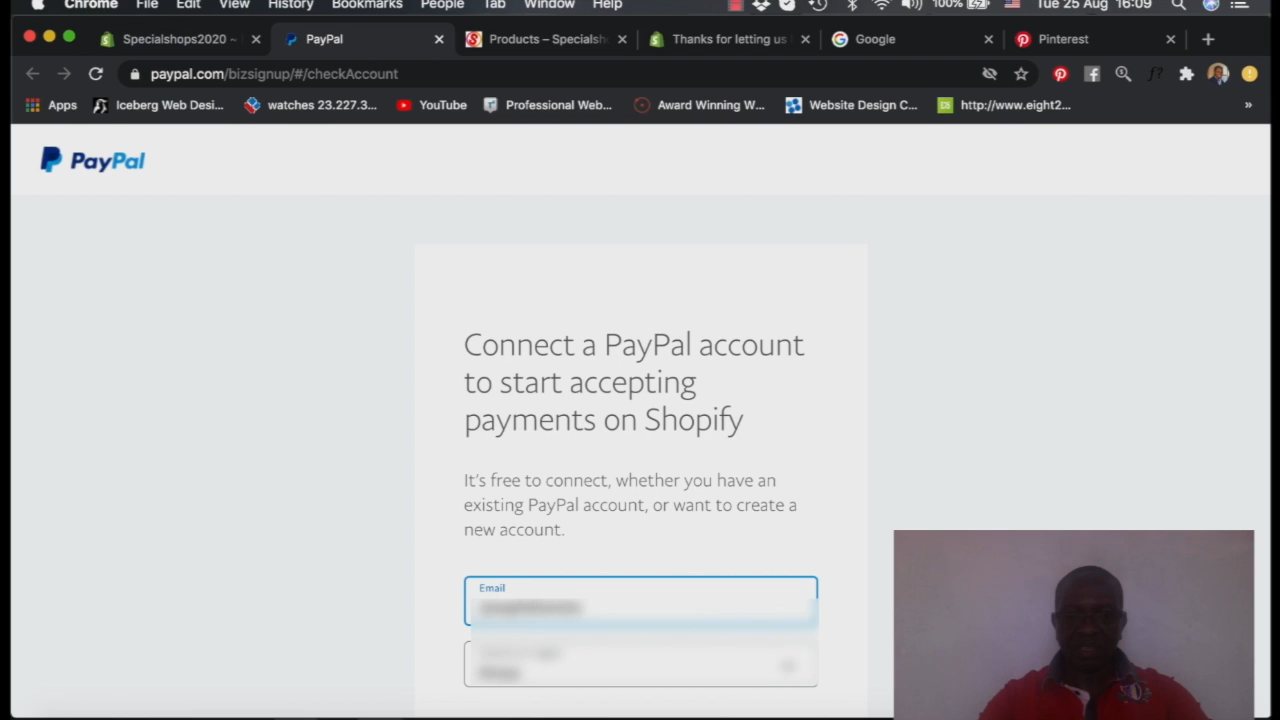 Chrome File Edit View History Bookmarks People Tab Window Help 100% Tue 25 Aug 16:09
Specialshops2020 ~ PayPal Products – Specialsh Thanks for letting us Google Pinterest
paypal.com/bizsignup/#/checkAccount
Apps Iceberg Web Desi... watches 23.227.3... YouTube Professional Web... Award Winning W... Website Design C... http://www.eight2... »
PayPal
Connect a PayPal account
to start accepting
payments on Shopify
It's free to connect, whether you have an
existing PayPal account, or want to create a
new account.
Email